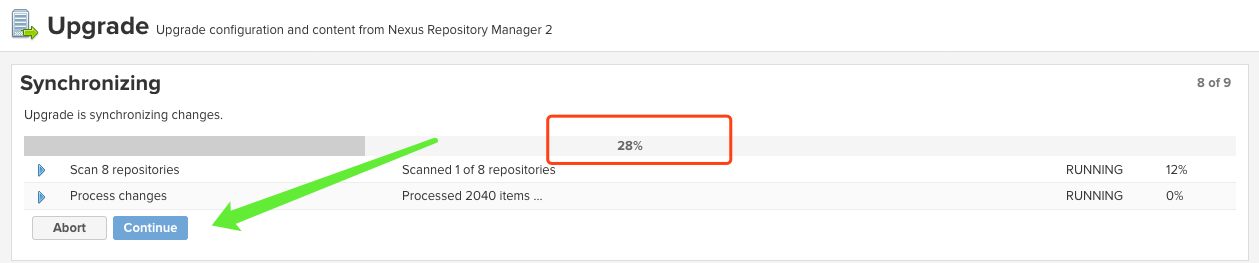 Upgrade Upgrade configuration and content from Nexus Repository Manager 2
Synchronizing 8 of 9
Upgrade is synchronizing changes.
28%
Scan 8 repositories Scanned 1 of 8 repositories RUNNING 12%
Process changes Processed 2040 items ... RUNNING 0%
Abort Continue